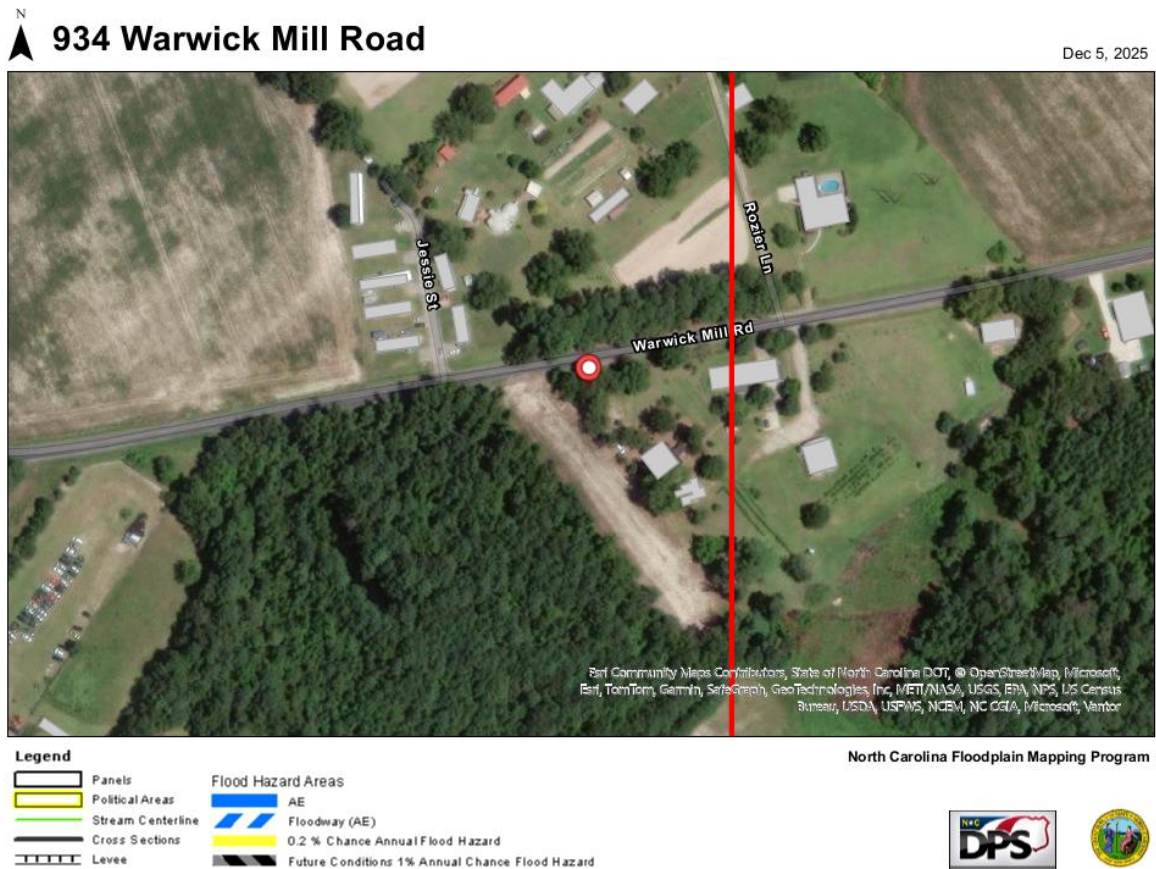 N
934 Warwick Mill Road
Dec 5, 2025
Rozier Ln
Jessie St
Warwick Mill Rd
Esri Community Maps Contributors, State of North Carolina DOT, © OpenStreetMap, Microsoft,
Esri, TomTom, Garmin, SafeGraph, GeoTechnologies, Inc, METI/NASA, USGS, EPA, NPS, US Census
Bureau, USDA, USFWS, NCEM, NC CGIA, Microsoft, Vantor
Legend
North Carolina Floodplain Mapping Program
Panels
Political Areas
Stream Centerline
Cross Sections
Levee
Flood Hazard Areas
AE
Floodway (AE)
0.2 % Chance Annual Flood Hazard
Future Conditions 1% Annual Chance Flood Hazard
N★C
DPS